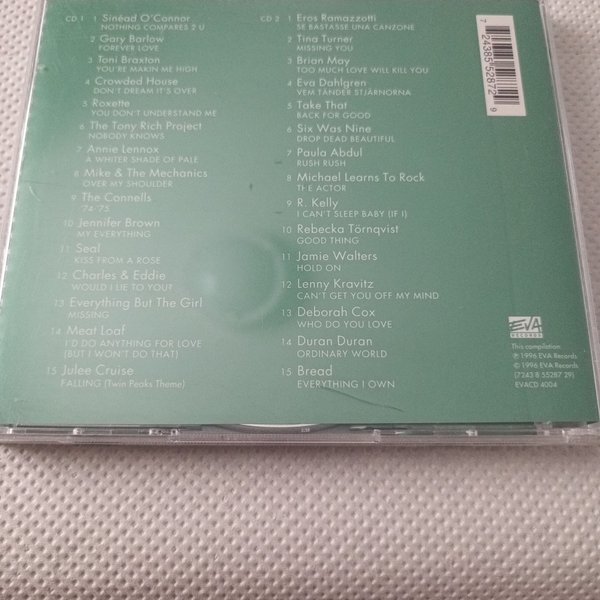 CD 1 1 Sinéad O'Connor
NOTHING COMPARES 2 U
2 Gary Barlow
FOREVER LOVE
3 Toni Braxton
YOU'RE MAKIN ME HIGH
4 Crowded House
DON'T DREAM IT'S OVER
5 Roxette
YOU DON'T UNDERSTAND ME
6 The Tony Rich Project
NOBODY KNOWS
7 Annie Lennox
A WHITER SHADE OF PALE
8 Mike & The Mechanics
OVER MY SHOULDER
9 The Connells
'74-'75
10 Jennifer Brown
MY EVERYTHING
11 Seal
KISS FROM A ROSE
12 Charles & Eddie
WOULD I LIE TO YOU?
13 Everything But The Girl
MISSING
14 Meat Loaf
I'D DO ANYTHING FOR LOVE
(BUT I WON'T DO THAT)
15 Julee Cruise
FALLING (Twin Peaks Theme)
CD 2 1 Eros Ramazzotti
SE BASTASSE UNA CANZONE
2 Tina Turner
MISSING YOU
3 Brian May
TOO MUCH LOVE WILL KILL YOU
4 Eva Dahlgren
VEM TÄNDER STJÄRNORNA
5 Take That
BACK FOR GOOD
6 Six Was Nine
DROP DEAD BEAUTIFUL
7 Paula Abdul
RUSH RUSH
8 Michael Learns To Rock
THE ACTOR
9 R. Kelly
I CAN'T SLEEP BABY (IF I)
10 Rebecka Törnqvist
GOOD THING
11 Jamie Walters
HOLD ON
12 Lenny Kravitz
CAN'T GET YOU OFF MY MIND
13 Deborah Cox
WHO DO YOU LOVE
14 Duran Duran
ORDINARY WORLD
15 Bread
EVERYTHING I OWN
7 24385 52872 9
EVA
RECORDS
This compilation:
℗ 1996 EVA Records
© 1996 EVA Records
(7243 8 55287 29)
EVACD 4004